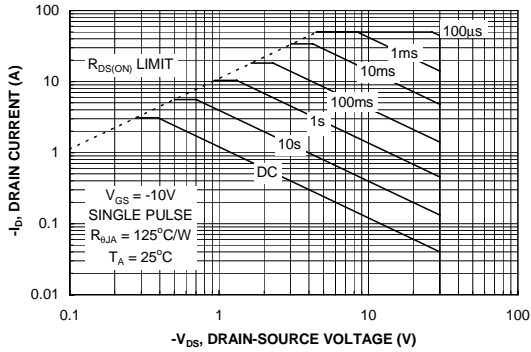 100
10
1
0.1
0.01
-I_D, DRAIN CURRENT (A)
R_DS(ON) LIMIT
100µs
1ms
10ms
100ms
1s
10s
DC
V_GS = -10V
SINGLE PULSE
R_θJA = 125°C/W
T_A = 25°C
0.1
1
10
100
-V_DS, DRAIN-SOURCE VOLTAGE (V)